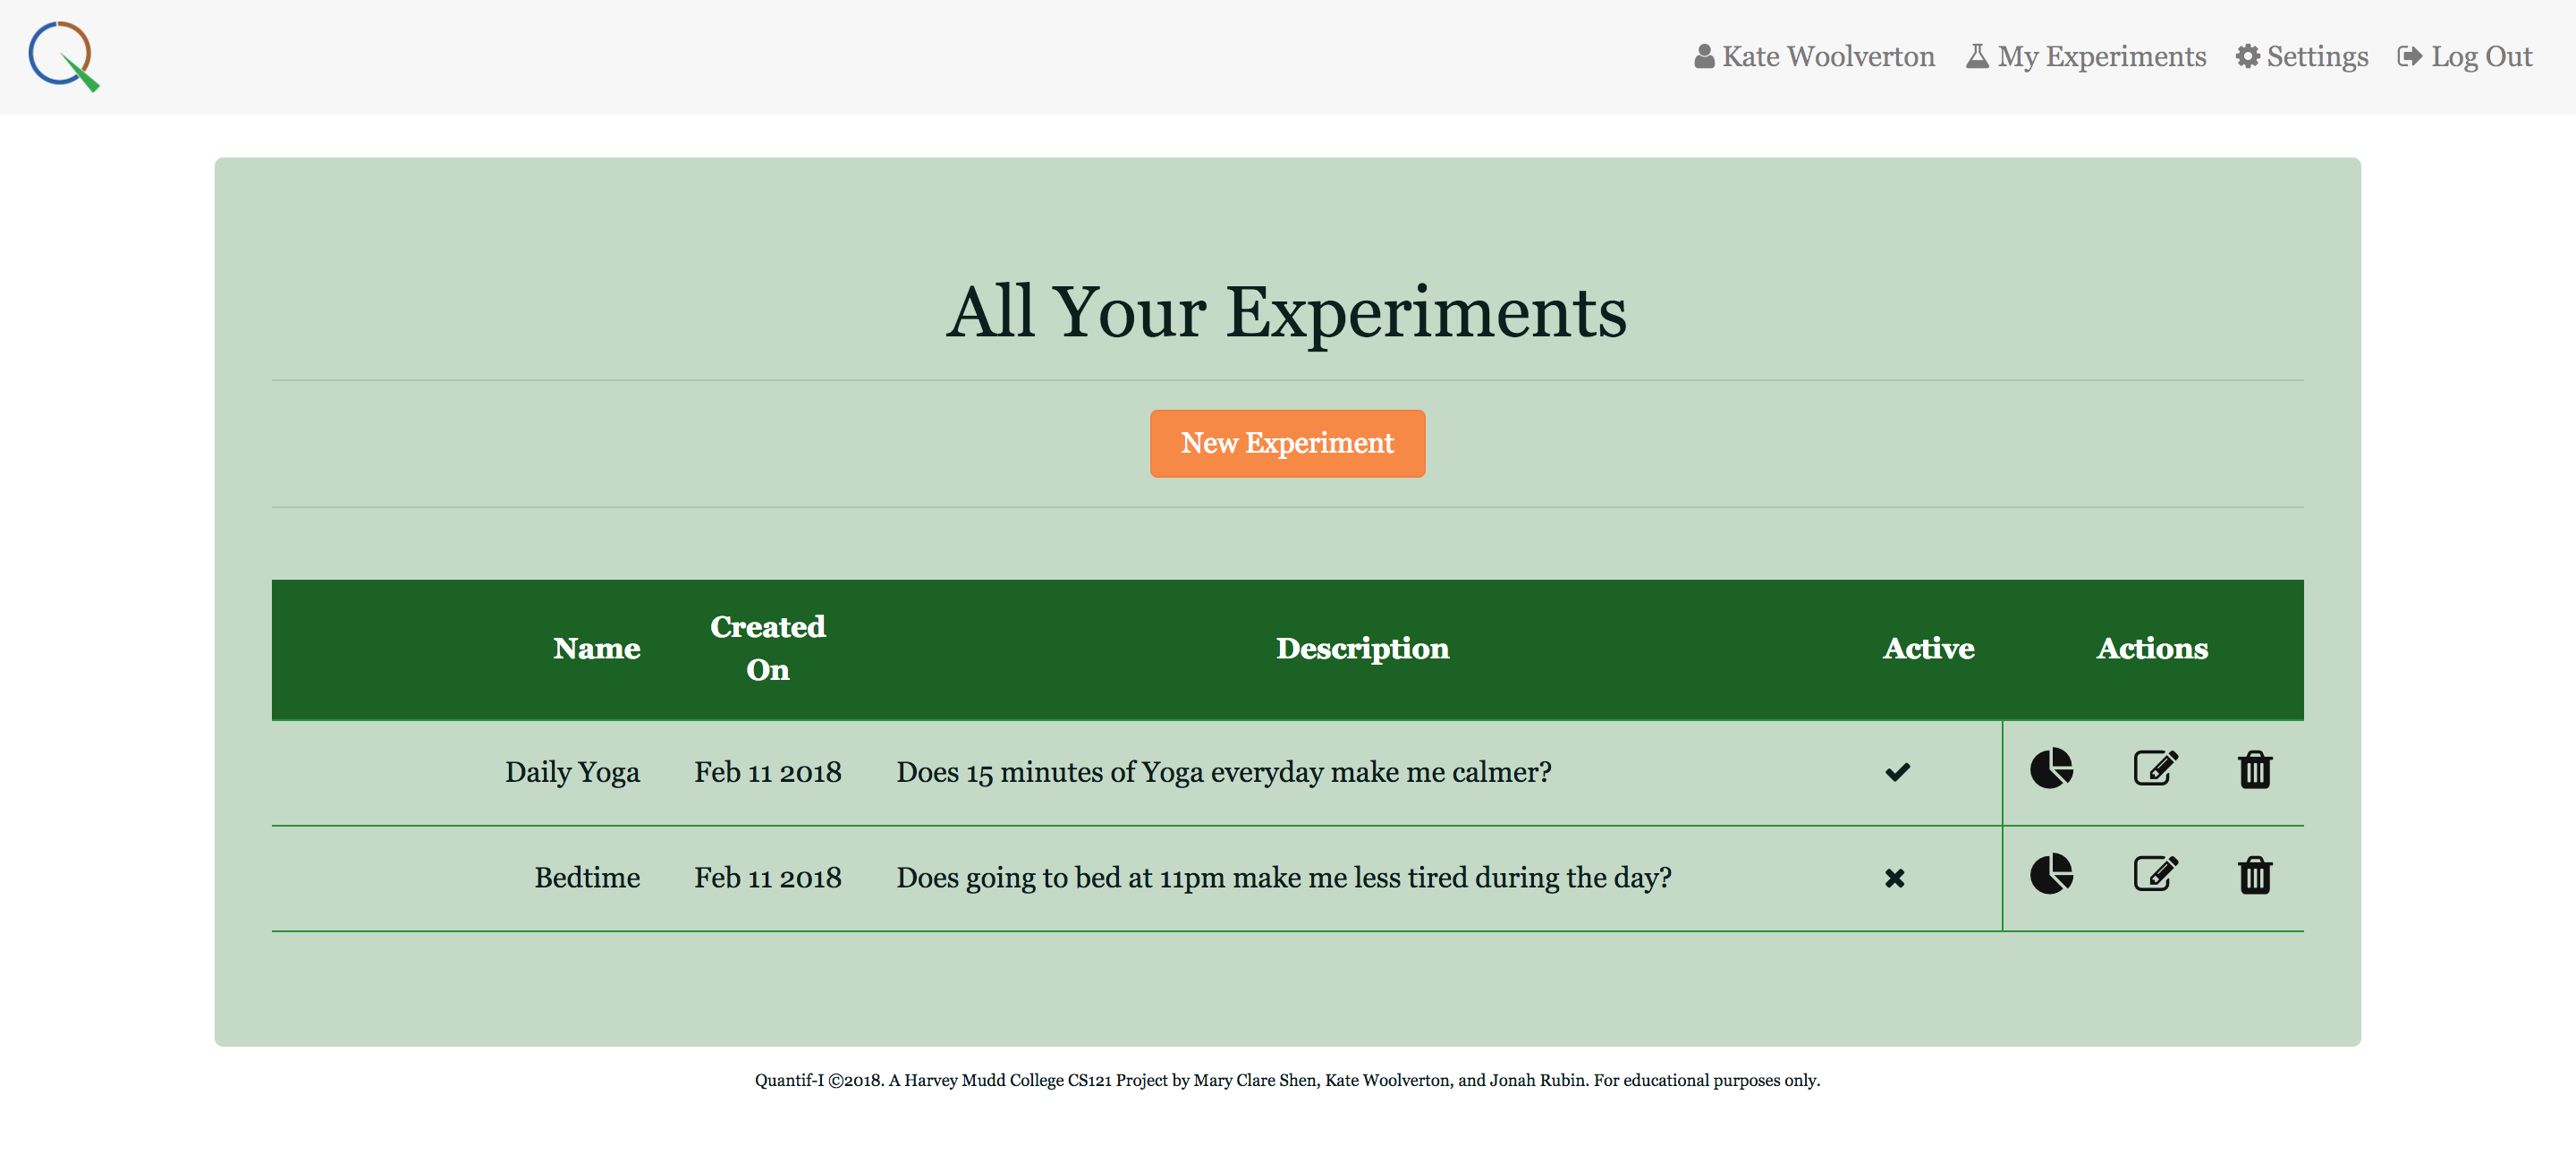 Kate Woolverton My Experiments Settings Log Out
All Your Experiments
New Experiment
Name Created On Description Active Actions
Daily Yoga Feb 11 2018 Does 15 minutes of Yoga everyday make me calmer?
Bedtime Feb 11 2018 Does going to bed at 11pm make me less tired during the day?
Quantif-I ©2018. A Harvey Mudd College CS121 Project by Mary Clare Shen, Kate Woolverton, and Jonah Rubin. For educational purposes only.